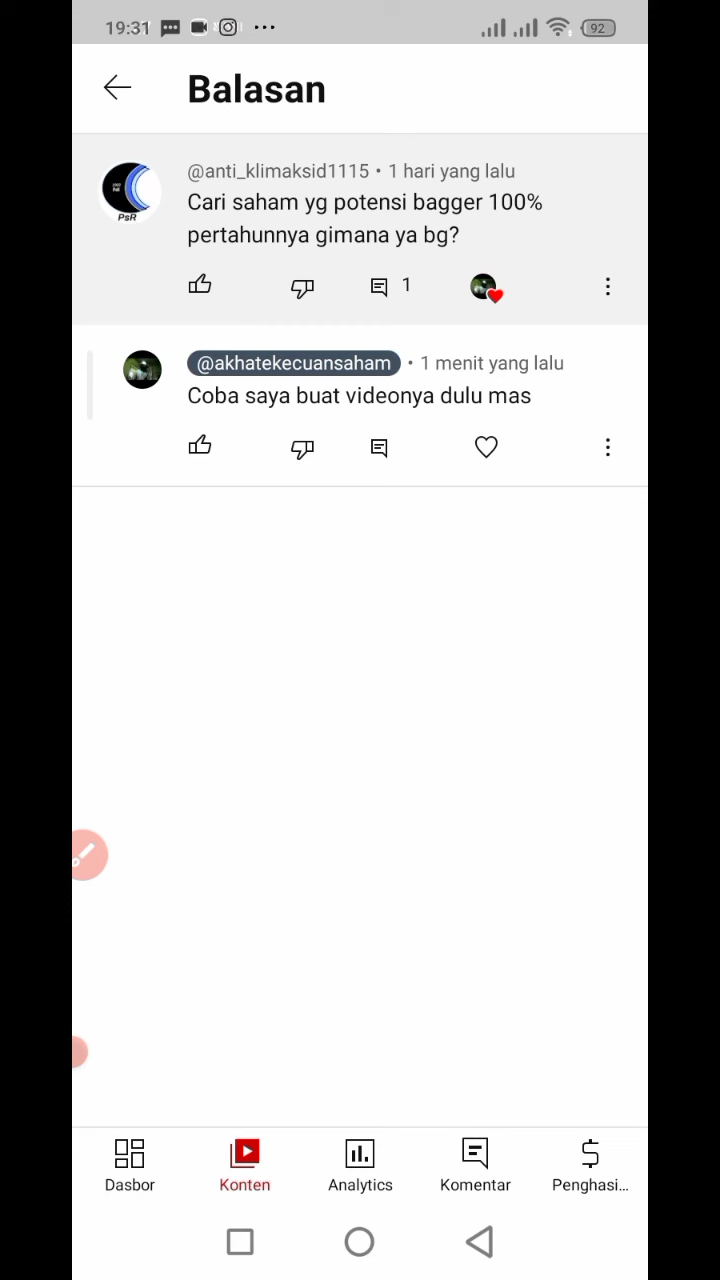 19:31
92
Balasan
@anti_klimaksid1115 • 1 hari yang lalu
Cari saham yg potensi bagger 100%
pertahunnya gimana ya bg?
1
PsR
@akhatekecuansaham • 1 menit yang lalu
Coba saya buat videonya dulu mas
Dasbor
Konten
Analytics
Komentar
Penghasi...